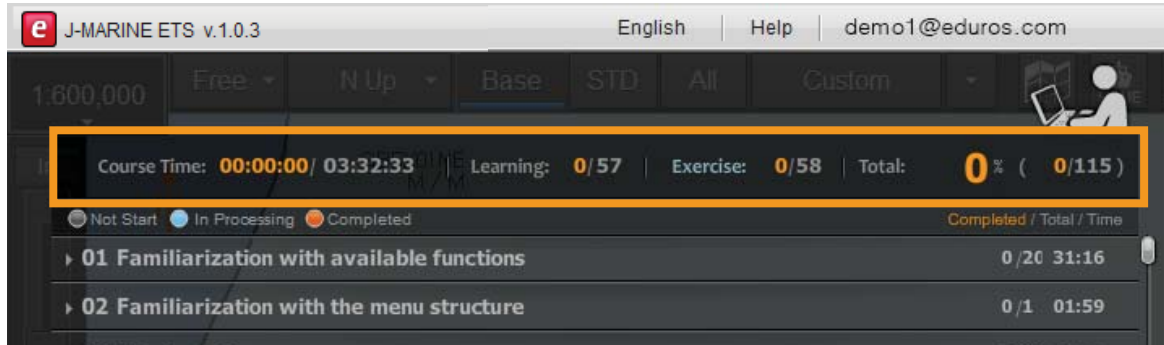 e J-MARINE ETS v.1.0.3 English Help demo1@eduros.com
1:600,000 Free N Up Base STD All Custom
Course Time: 00:00:00/ 03:32:33 | Learning: 0/57 | Exercise: 0/58 | Total: 0 % ( 0/115 )
Not Start In Processing Completed Completed / Total / Time
01 Familiarization with available functions 0/20 31:16
02 Familiarization with the menu structure 0/1 01:59